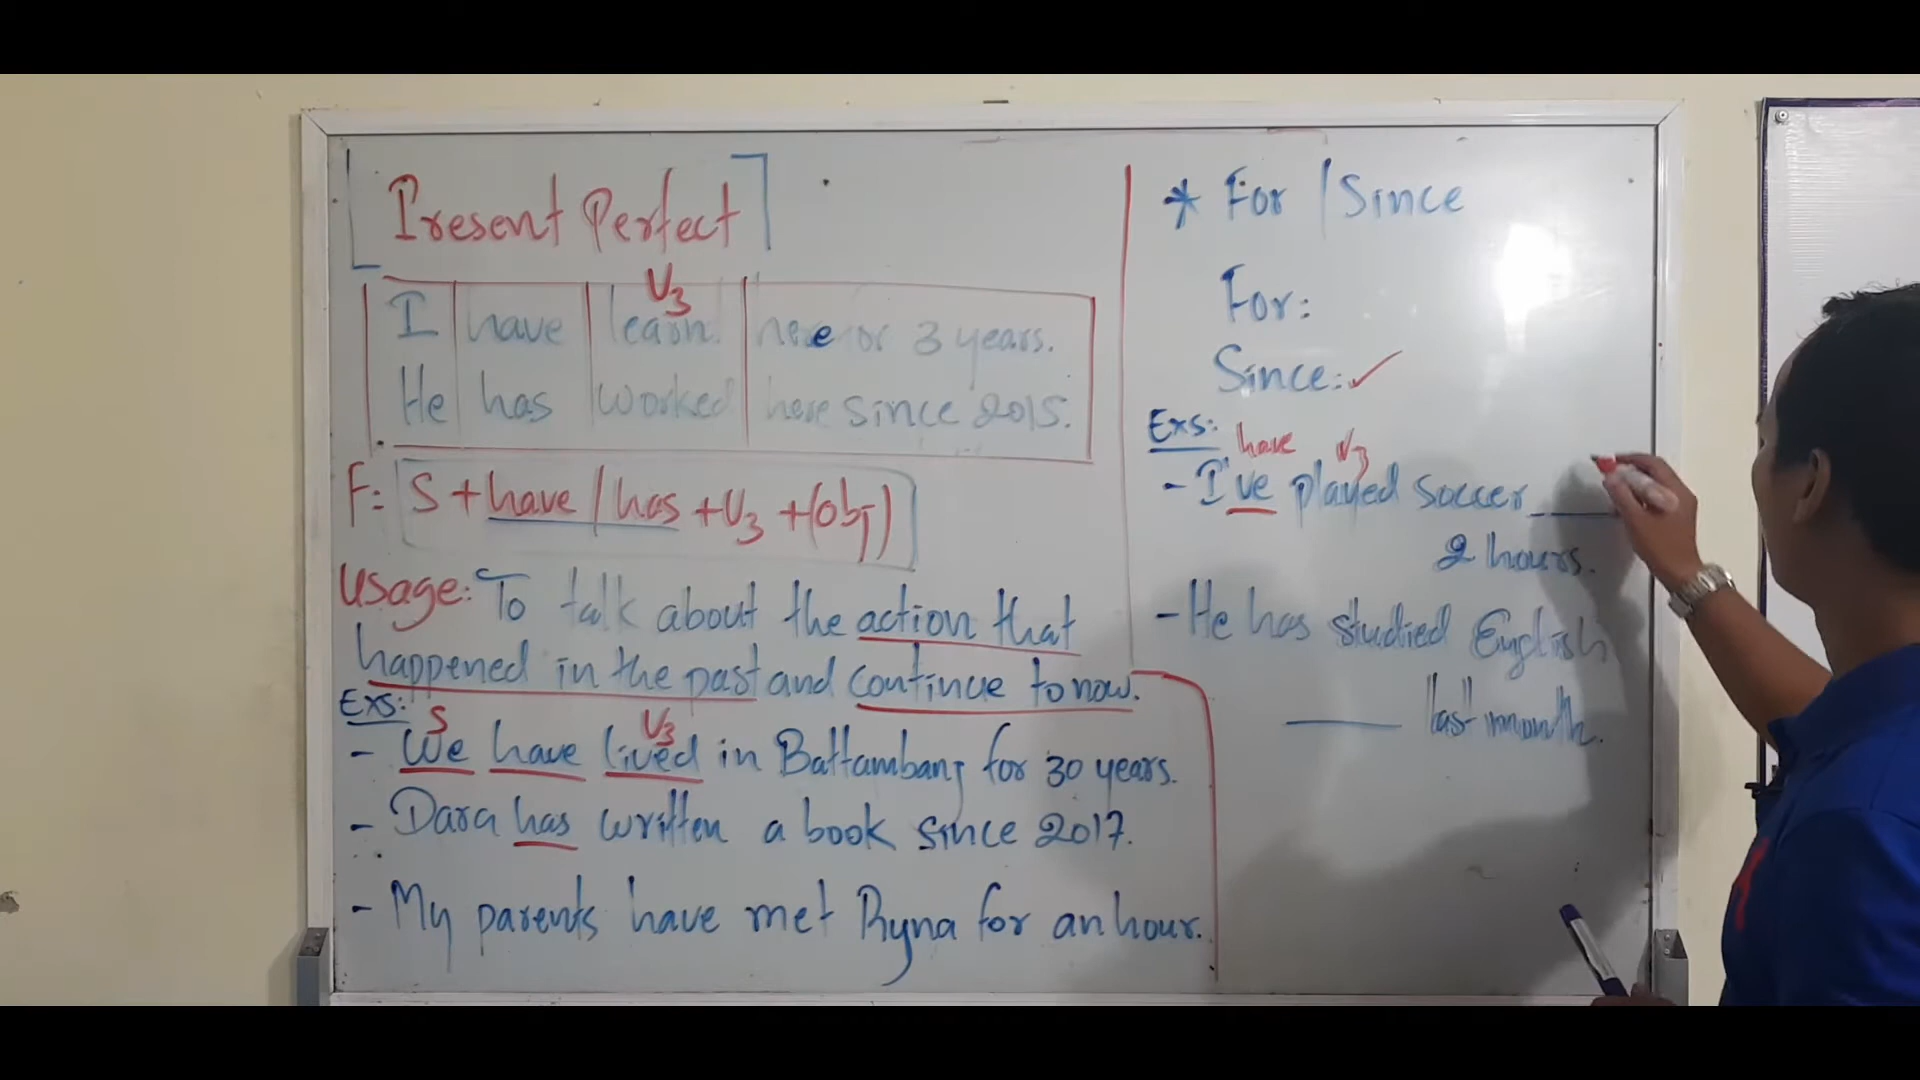 Present Perfect
V3
I have learn here for 3 years.
He has worked here since 2015.
F: S + have / has + V3 + (obj)
Usage: To talk about the action that
happened in the past and continue to now.
Exs:
S V3
- We have lived in Battambang for 30 years.
- Dara has written a book since 2017.
- My parents have met Ryna for an hour.
* For / Since
For:
Since: ✓
Exs: have V3
- I've played soccer ____
2 hours.
- He has studied English
____ last month.